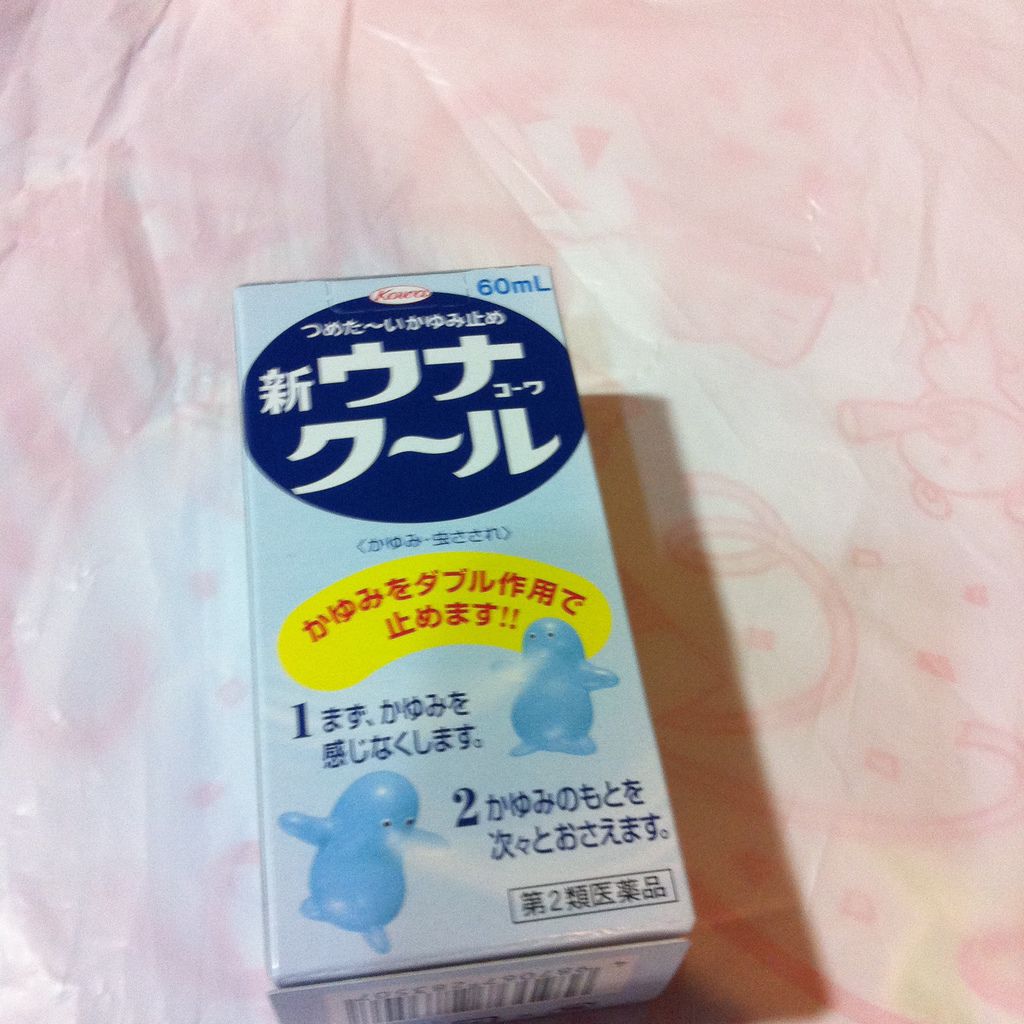 Kowa
60mL
つめた〜いかゆみ止め
新ウナ
コーワ
ク〜ル
〈かゆみ・虫さされ〉
かゆみをダブル作用で
止めます!!
1 まず、かゆみを
感じなくします。
2 かゆみのもとを
次々とおさえます。
第2類医薬品